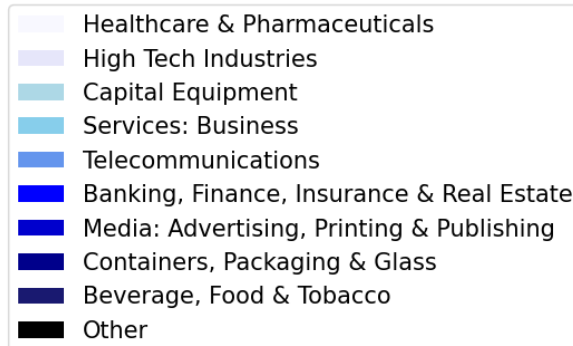 Healthcare & Pharmaceuticals
High Tech Industries
Capital Equipment
Services: Business
Telecommunications
Banking, Finance, Insurance & Real Estate
Media: Advertising, Printing & Publishing
Containers, Packaging & Glass
Beverage, Food & Tobacco
Other